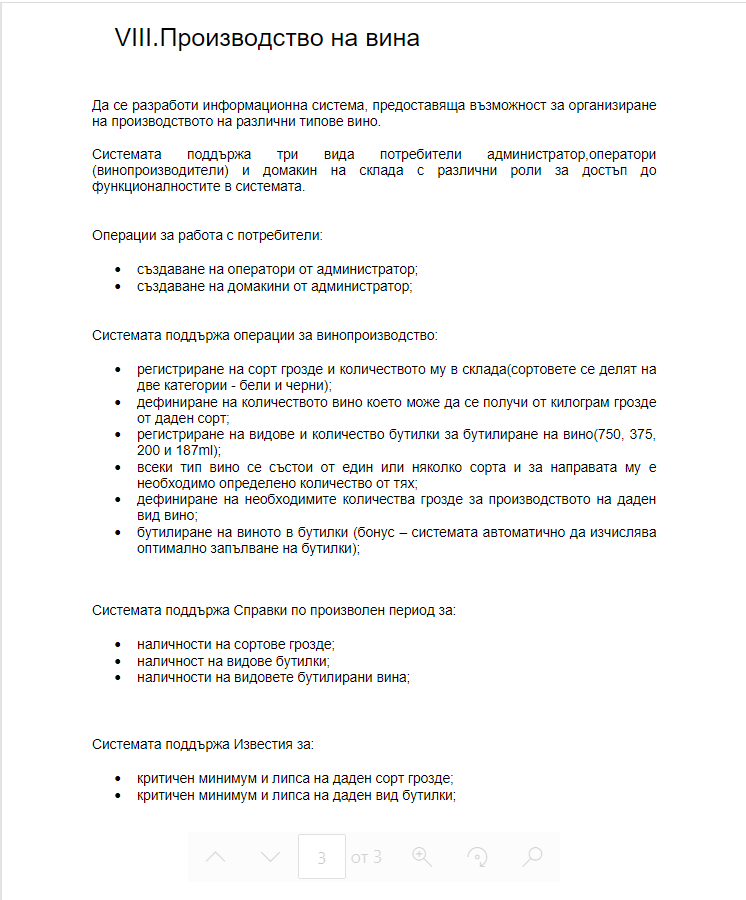 VIII.Производство на вина
Да се разработи информационна система, предоставяща възможност за организиране
на производството на различни типове вино.
Системата поддържа три вида потребители администратор,оператори
(винопроизводители) и домакин на склада с различни роли за достъп до
функционалностите в системата.
Операции за работа с потребители:
• създаване на оператори от администратор;
• създаване на домакини от администратор;
Системата поддържа операции за винопроизводство:
• регистриране на сорт грозде и количеството му в склада(сортовете се делят на
две категории - бели и черни);
• дефиниране на количеството вино което може да се получи от килограм грозде
от даден сорт;
• регистриране на видове и количество бутилки за бутилиране на вино(750, 375,
200 и 187ml);
• всеки тип вино се състои от един или няколко сорта и за направата му е
необходимо определено количество от тях;
• дефиниране на необходимите количества грозде за производството на даден
вид вино;
• бутилиране на виното в бутилки (бонус – системата автоматично да изчислява
оптимално запълване на бутилки);
Системата поддържа Справки по произволен период за:
• наличности на сортове грозде;
• наличност на видове бутилки;
• наличности на видовете бутилирани вина;
Системата поддържа Известия за:
• критичен минимум и липса на даден сорт грозде;
• критичен минимум и липса на даден вид бутилки;
3 от 3